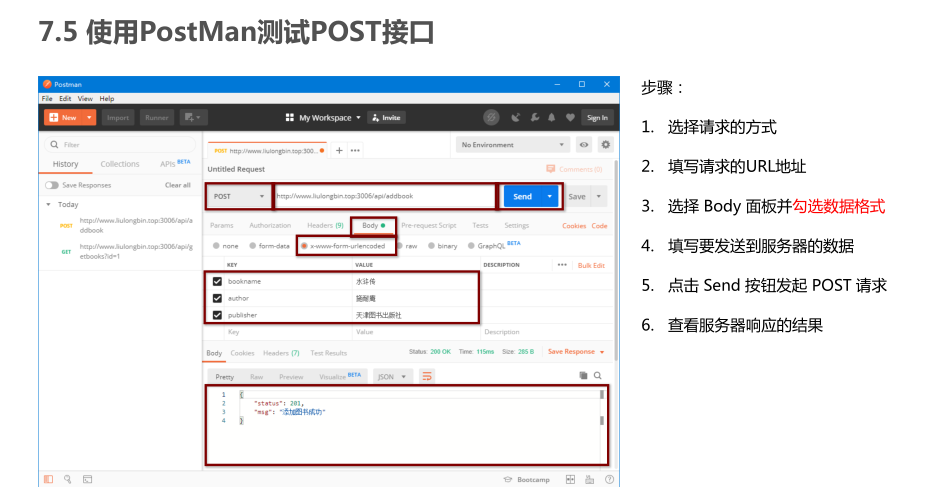 7.5 使用PostMan测试POST接口
Postman
File Edit View Help
New Import Runner My Workspace Invite Sign In
Filter
History Collections APIs BETA
Save Responses Clear all
Today
POST http://www.liulongbin.top:3006/api/a
ddbook
GET http://www.liulongbin.top:3006/api/g
etbooks?id=1
POST http://www.liulongbin.top:300... + ••• No Environment
Untitled Request Comments (0)
POST http://www.liulongbin.top:3006/api/addbook Send Save
Params Authorization Headers (9) Body Pre-request Script Tests Settings Cookies Code
none form-data x-www-form-urlencoded raw binary GraphQL BETA
KEY VALUE DESCRIPTION ••• Bulk Edit
bookname 水浒传
author 施耐庵
publisher 天津图书出版社
Key Value Description
Body Cookies Headers (7) Test Results Status: 200 OK Time: 115ms Size: 285 B Save Response
Pretty Raw Preview Visualize BETA JSON
1 {
2 "status": 201,
3 "msg": "添加图书成功"
4 }
Bootcamp
步骤：
1. 选择请求的方式
2. 填写请求的URL地址
3. 选择 Body 面板并勾选数据格式
4. 填写要发送到服务器的数据
5. 点击 Send 按钮发起 POST 请求
6. 查看服务器响应的结果